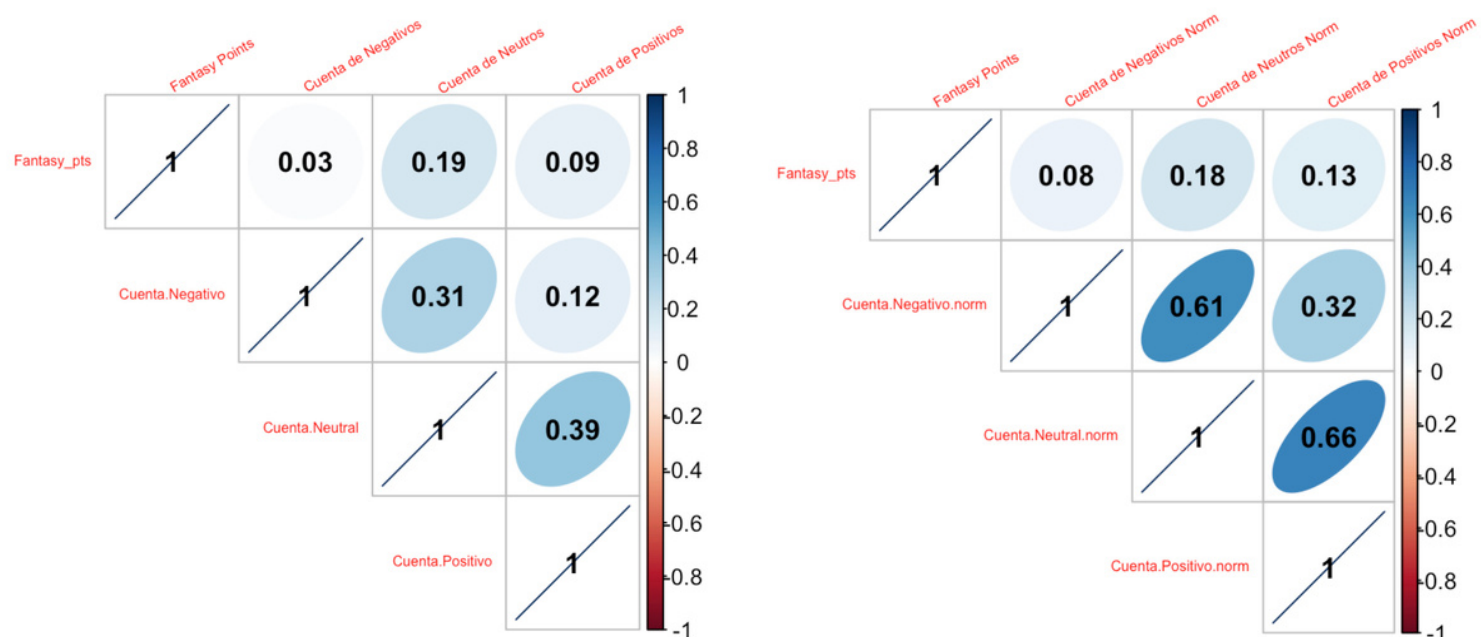 Fantasy Points
Cuenta de Negativos
Cuenta de Neutros
Cuenta de Positivos
Fantasy_pts
1
0.03
0.19
0.09
Cuenta.Negativo
1
0.31
0.12
Cuenta.Neutral
1
0.39
Cuenta.Positivo
1
1
0.8
0.6
0.4
0.2
0
-0.2
-0.4
-0.6
-0.8
-1
Fantasy Points
Cuenta de Negativos Norm
Cuenta de Neutros Norm
Cuenta de Positivos Norm
Fantasy_pts
1
0.08
0.18
0.13
Cuenta.Negativo.norm
1
0.61
0.32
Cuenta.Neutral.norm
1
0.66
Cuenta.Positivo.norm
1
1
0.8
0.6
0.4
0.2
0
-0.2
-0.4
-0.6
-0.8
-1